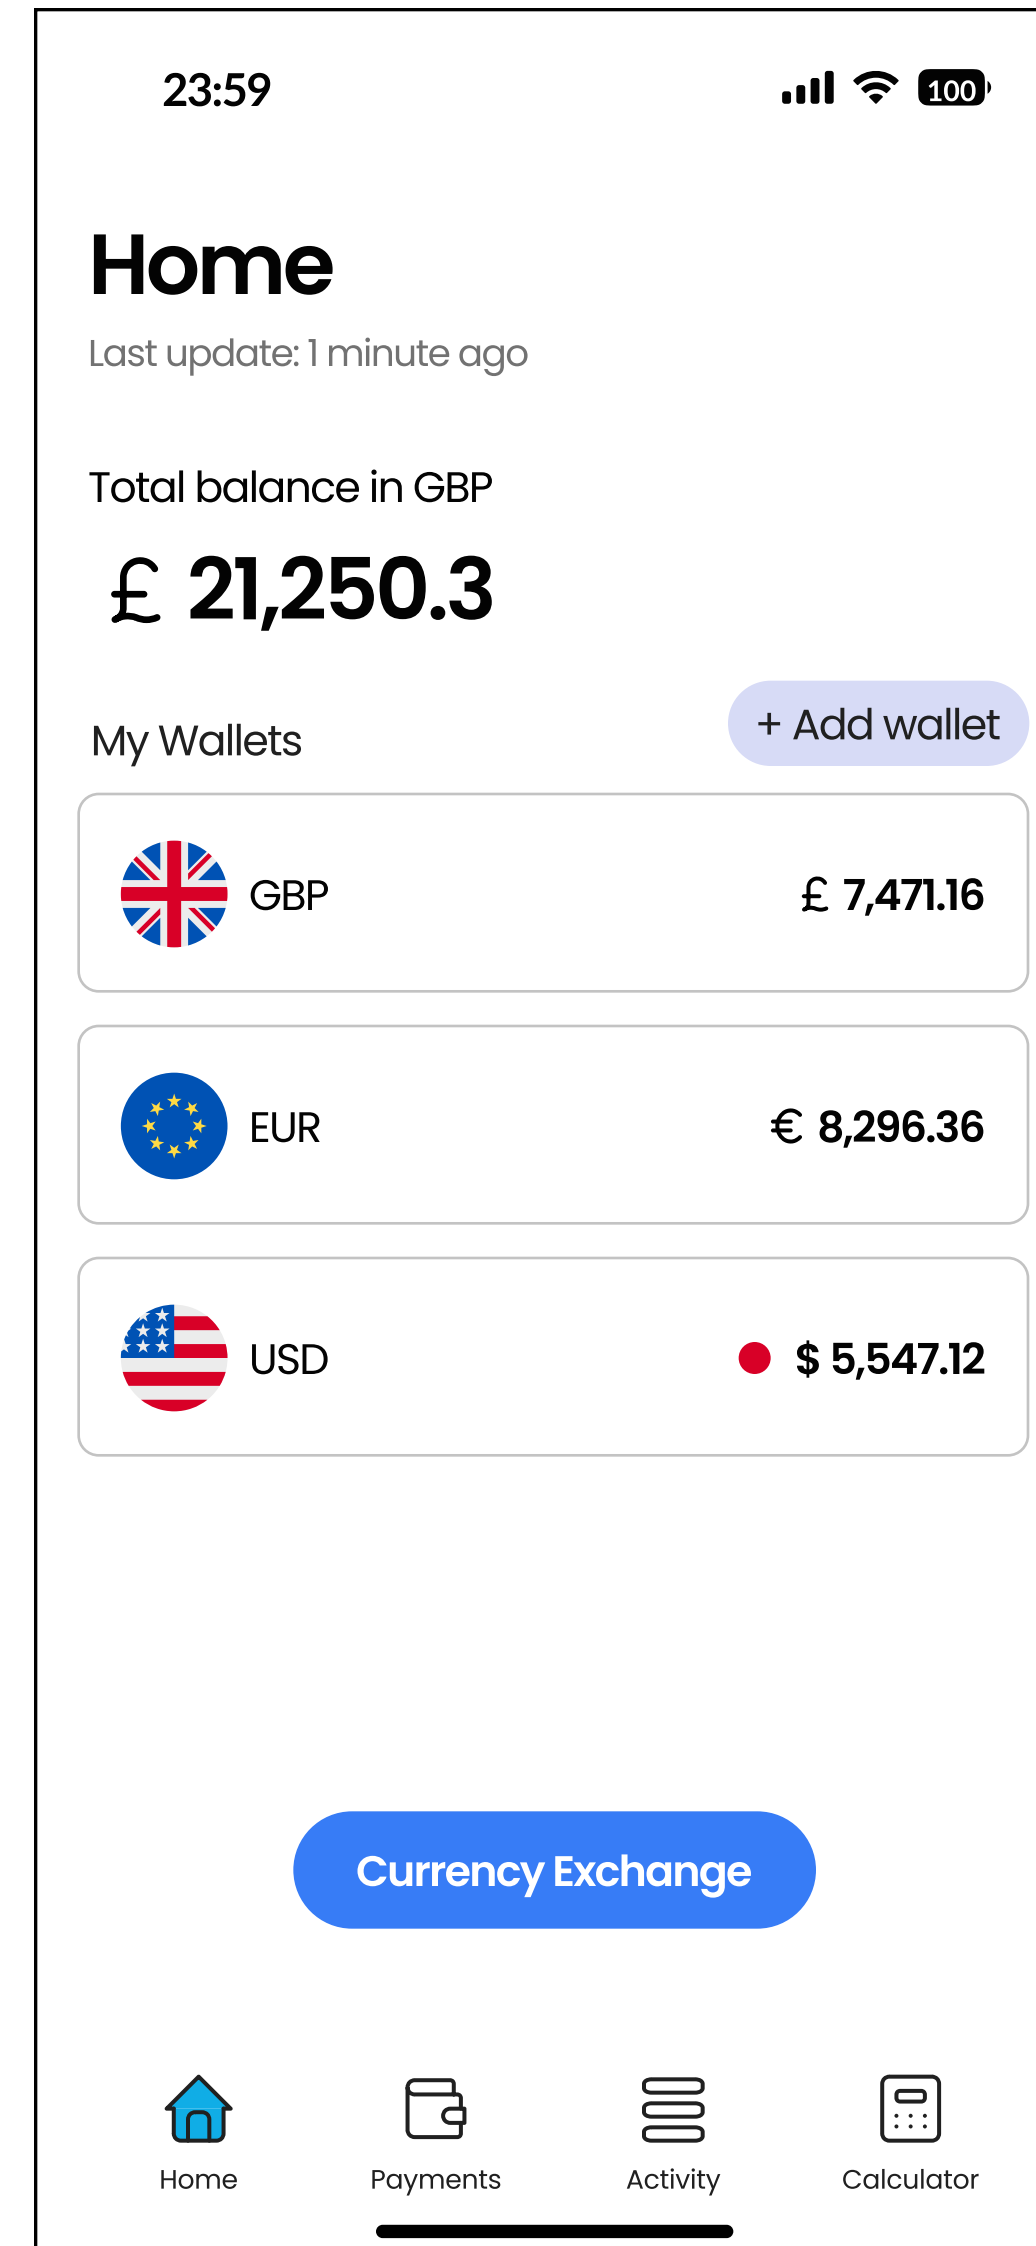 23:59
100
Home
Last update: 1 minute ago
Total balance in GBP
£ 21,250.3
My Wallets
+ Add wallet
GBP
£ 7,471.16
EUR
€ 8,296.36
USD
$ 5,547.12
Currency Exchange
Home
Payments
Activity
Calculator